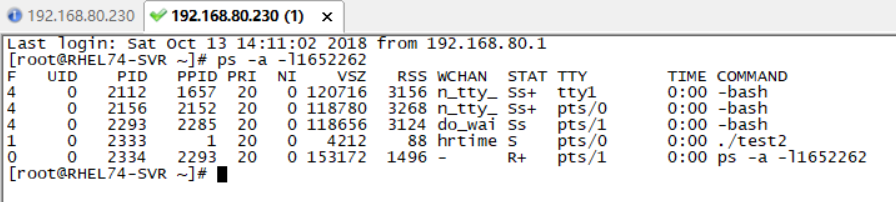 192.168.80.230 192.168.80.230 (1) ×
Last login: Sat Oct 13 14:11:02 2018 from 192.168.80.1
[root@RHEL74-SVR ~]# ps -a -l1652262
F UID PID PPID PRI NI VSZ RSS WCHAN STAT TTY TIME COMMAND
4 0 2112 1657 20 0 120716 3156 n_tty_ Ss+ tty1 0:00 -bash
4 0 2156 2152 20 0 118780 3268 n_tty_ Ss+ pts/0 0:00 -bash
4 0 2293 2285 20 0 118656 3124 do_wai Ss pts/1 0:00 -bash
1 0 2333 1 20 0 4212 88 hrtime S pts/0 0:00 ./test2
0 0 2334 2293 20 0 153172 1496 - R+ pts/1 0:00 ps -a -l1652262
[root@RHEL74-SVR ~]#